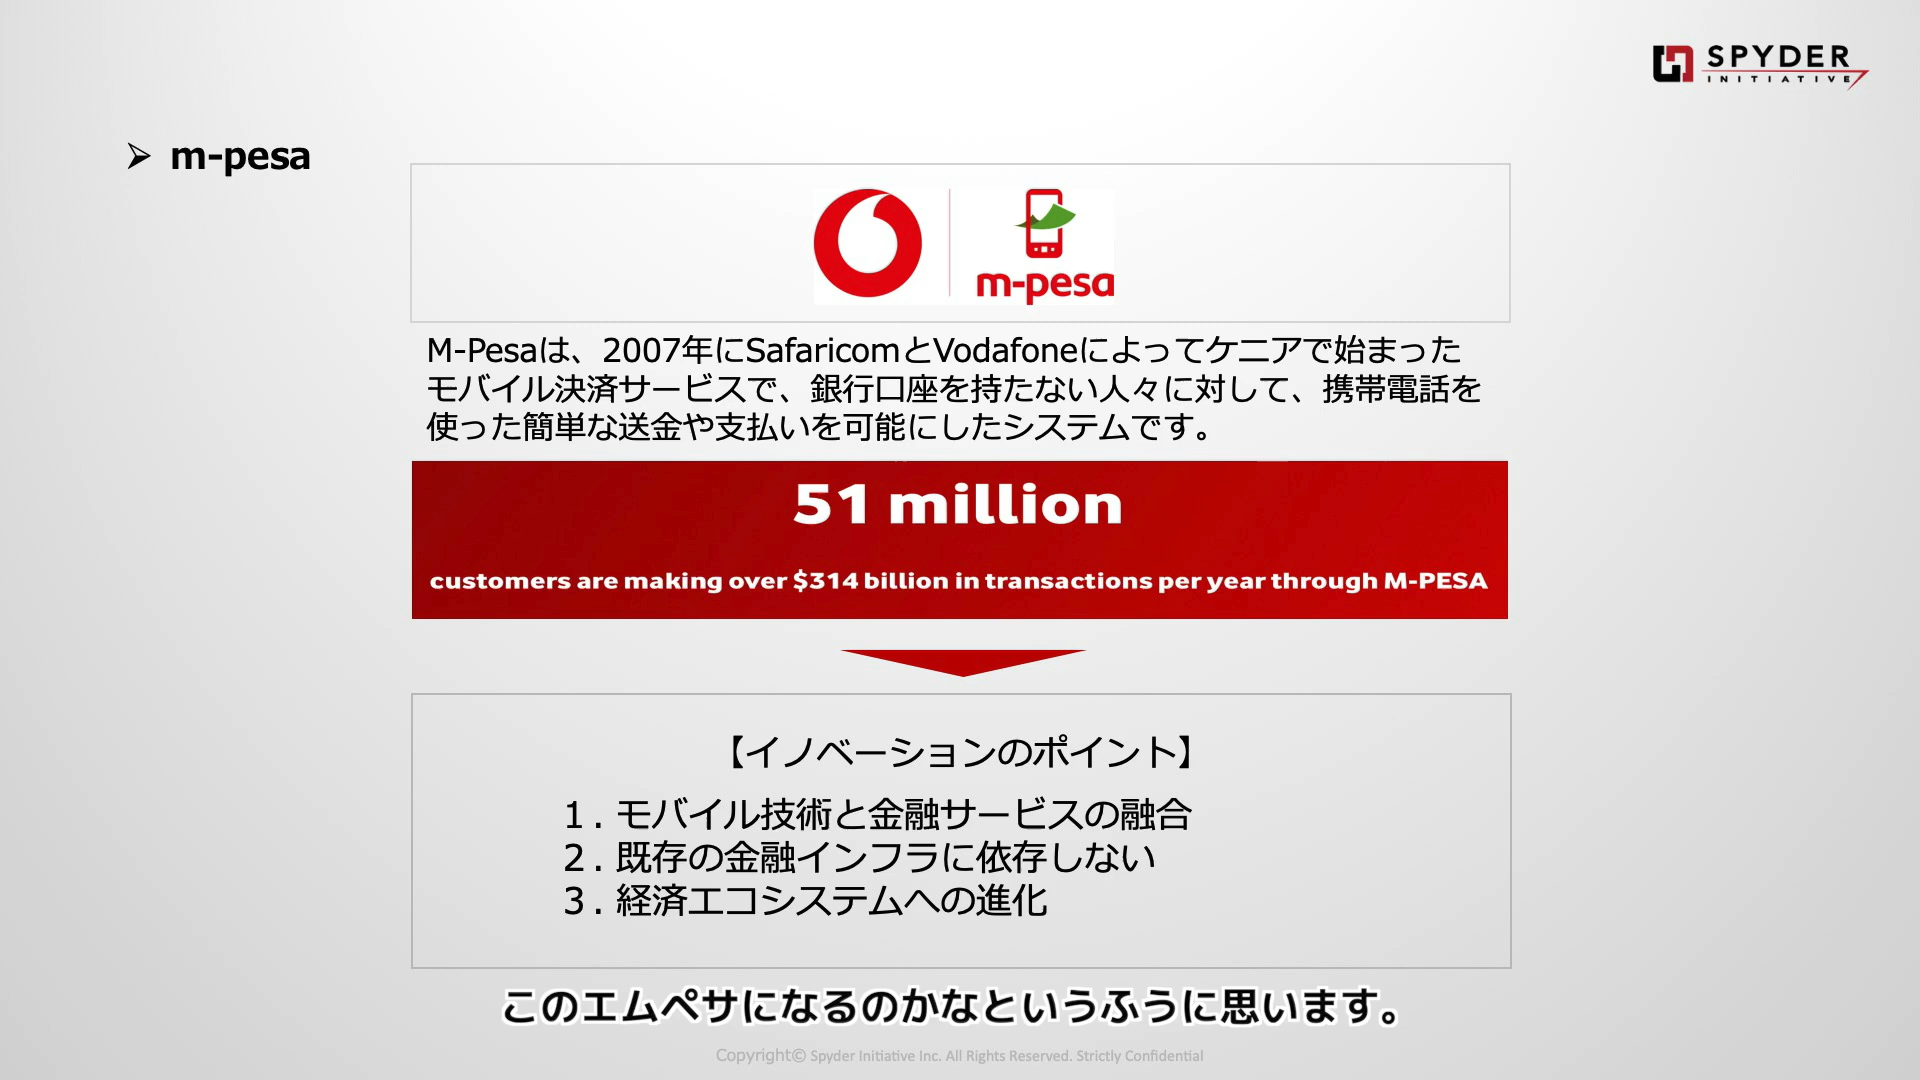 SPYDER
INITIATIVE
➢ m-pesa
m-pesa
M-Pesaは、2007年にSafaricomとVodafoneによってケニアで始まった
モバイル決済サービスで、銀行口座を持たない人々に対して、携帯電話を
使った簡単な送金や支払いを可能にしたシステムです。
51 million
customers are making over $314 billion in transactions per year through M-PESA
【イノベーションのポイント】
１. モバイル技術と金融サービスの融合
２. 既存の金融インフラに依存しない
３. 経済エコシステムへの進化
このエムペサになるのかなというふうに思います。
Copyright© Spyder Initiative Inc. All Rights Reserved. Strictly Confidential